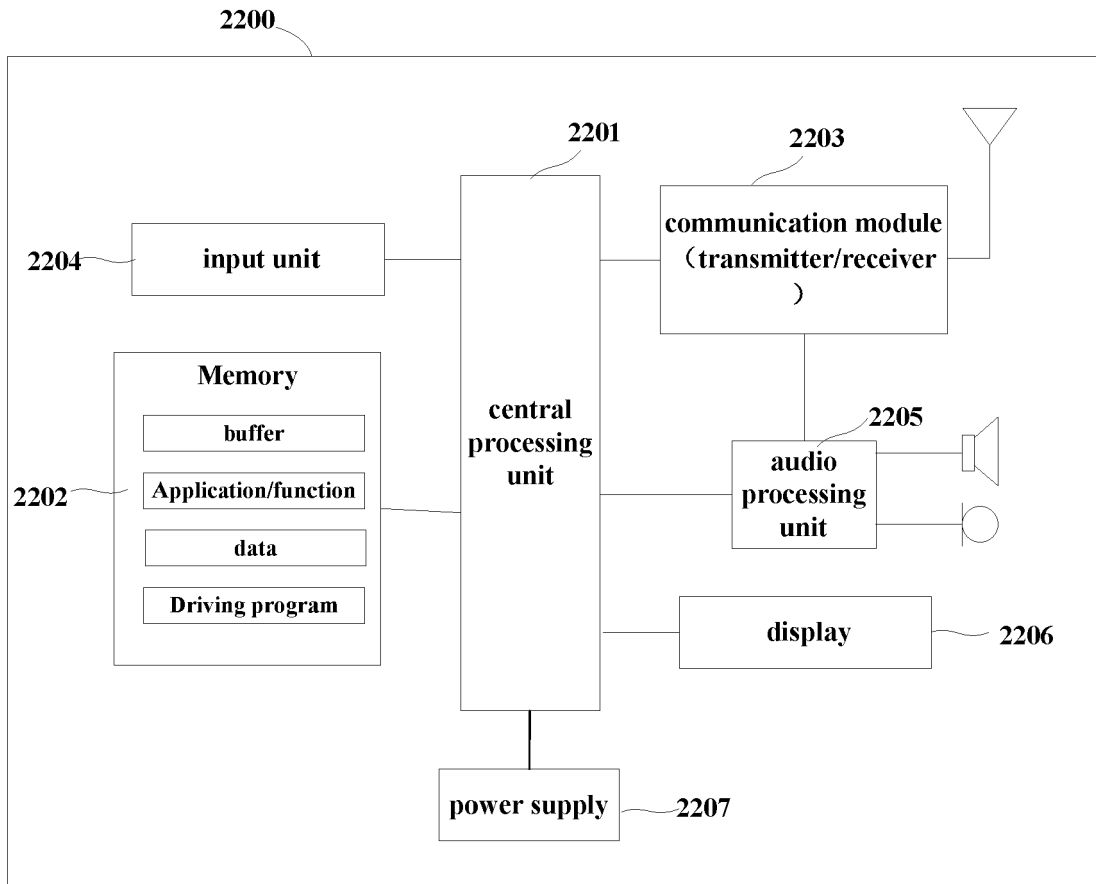 2200
2201
2203
communication module
（transmitter/receiver
）
2204
input unit
Memory
buffer
2202
Application/function
data
Driving program
central
processing
unit
2205
audio
processing
unit
display
2206
power supply
2207